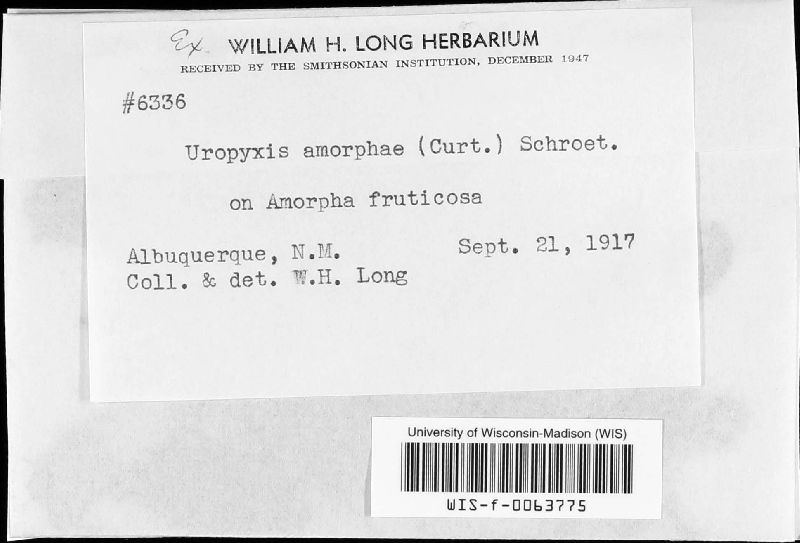 Ex. WILLIAM H. LONG HERBARIUM
RECEIVED BY THE SMITHSONIAN INSTITUTION, DECEMBER 1947
#6336
Uropyxis amorphae (Curt.) Schroet.
on Amorpha fruticosa
Albuquerque, N.M. Sept. 21, 1917
Coll. & det. W.H. Long
University of Wisconsin-Madison (WIS)
WIS-f-0063775